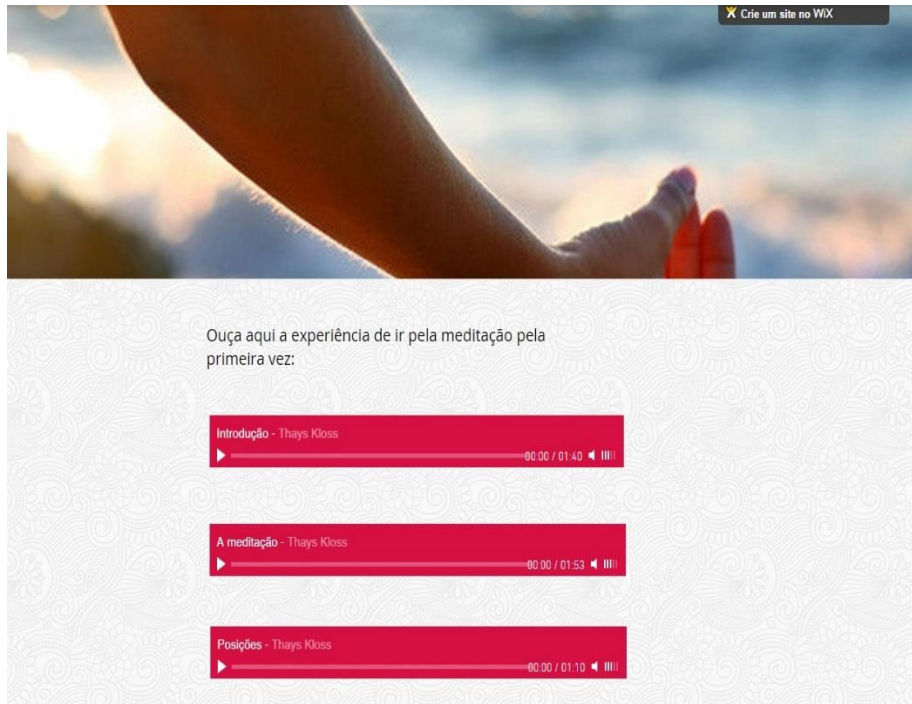 Crie um site no WiX
Ouça aqui a experiência de ir pela meditação pela
primeira vez:
Introdução - Thays Kloss
00:00 / 01:40
A meditação - Thays Kloss
00:00 / 01:53
Posições - Thays Kloss
00:00 / 01:10